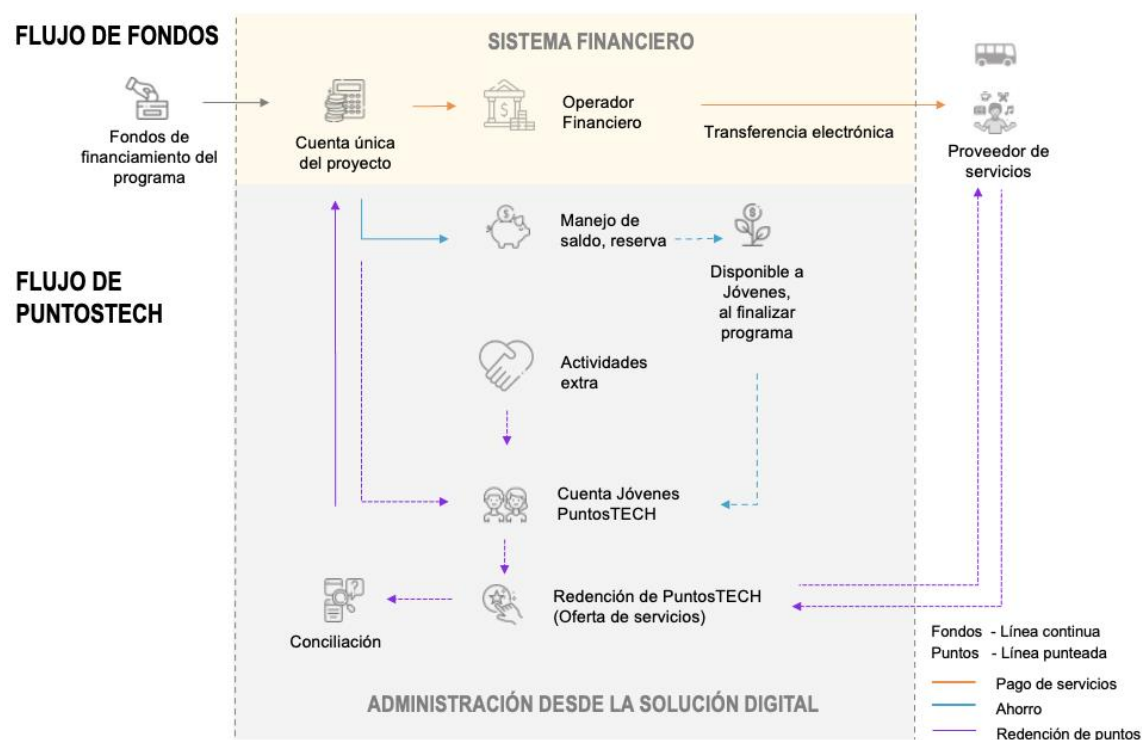 FLUJO DE FONDOS
SISTEMA FINANCIERO
Fondos de
financiamiento del
programa
Cuenta única
del proyecto
Operador
Financiero
Transferencia electrónica
Proveedor de
servicios
FLUJO DE
PUNTOSTECH
Manejo de
saldo, reserva
Disponible a
Jóvenes,
al finalizar
programa
Actividades
extra
Cuenta Jóvenes
PuntosTECH
Redención de PuntosTECH
(Oferta de servicios)
Conciliación
ADMINISTRACIÓN DESDE LA SOLUCIÓN DIGITAL
Fondos - Línea continua
Puntos - Línea punteada
Pago de servicios
Ahorro
Redención de puntos